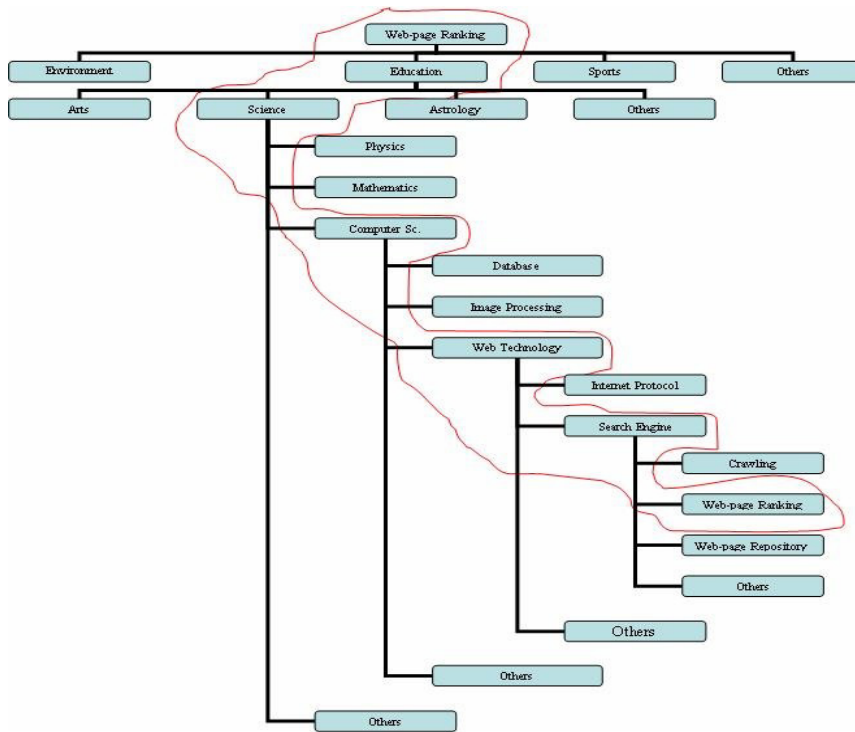 Web-page Ranking
Environment
Education
Sports
Others
Arts
Science
Astrology
Others
Physics
Mathematics
Computer Sc.
Database
Image Processing
Web Technology
Internet Protocol
Search Engine
Crawling
Web-page Ranking
Web-page Repository
Others
Others
Others
Others